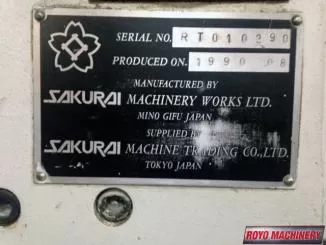 SERIAL NO. RT010290
PRODUCED ON. 1990 08
MANUFACTURED BY
SAKURAI MACHINERY WORKS LTD.
MINO GIFU JAPAN
SUPPLIED BY
SAKURAI MACHINE TRADING CO., LTD.
TOKYO JAPAN
ROYO MACHINERY